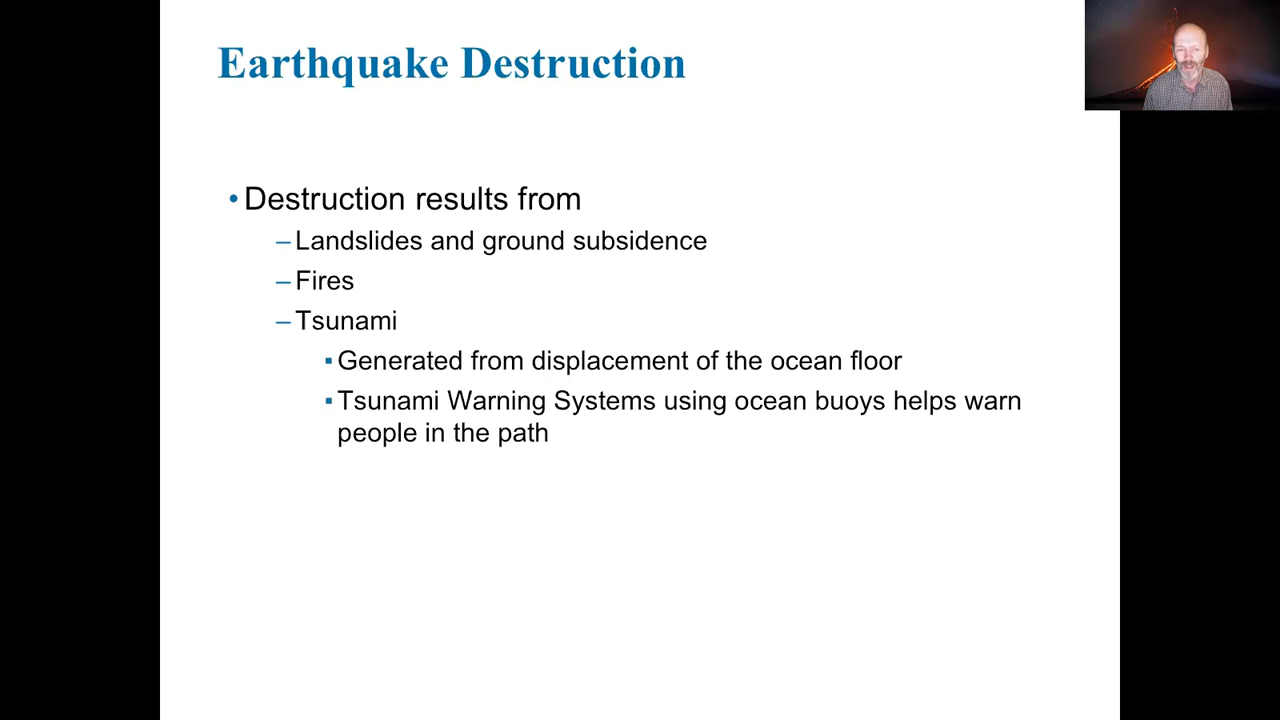 Earthquake Destruction
• Destruction results from
– Landslides and ground subsidence
– Fires
– Tsunami
▪ Generated from displacement of the ocean floor
▪ Tsunami Warning Systems using ocean buoys helps warn
people in the path